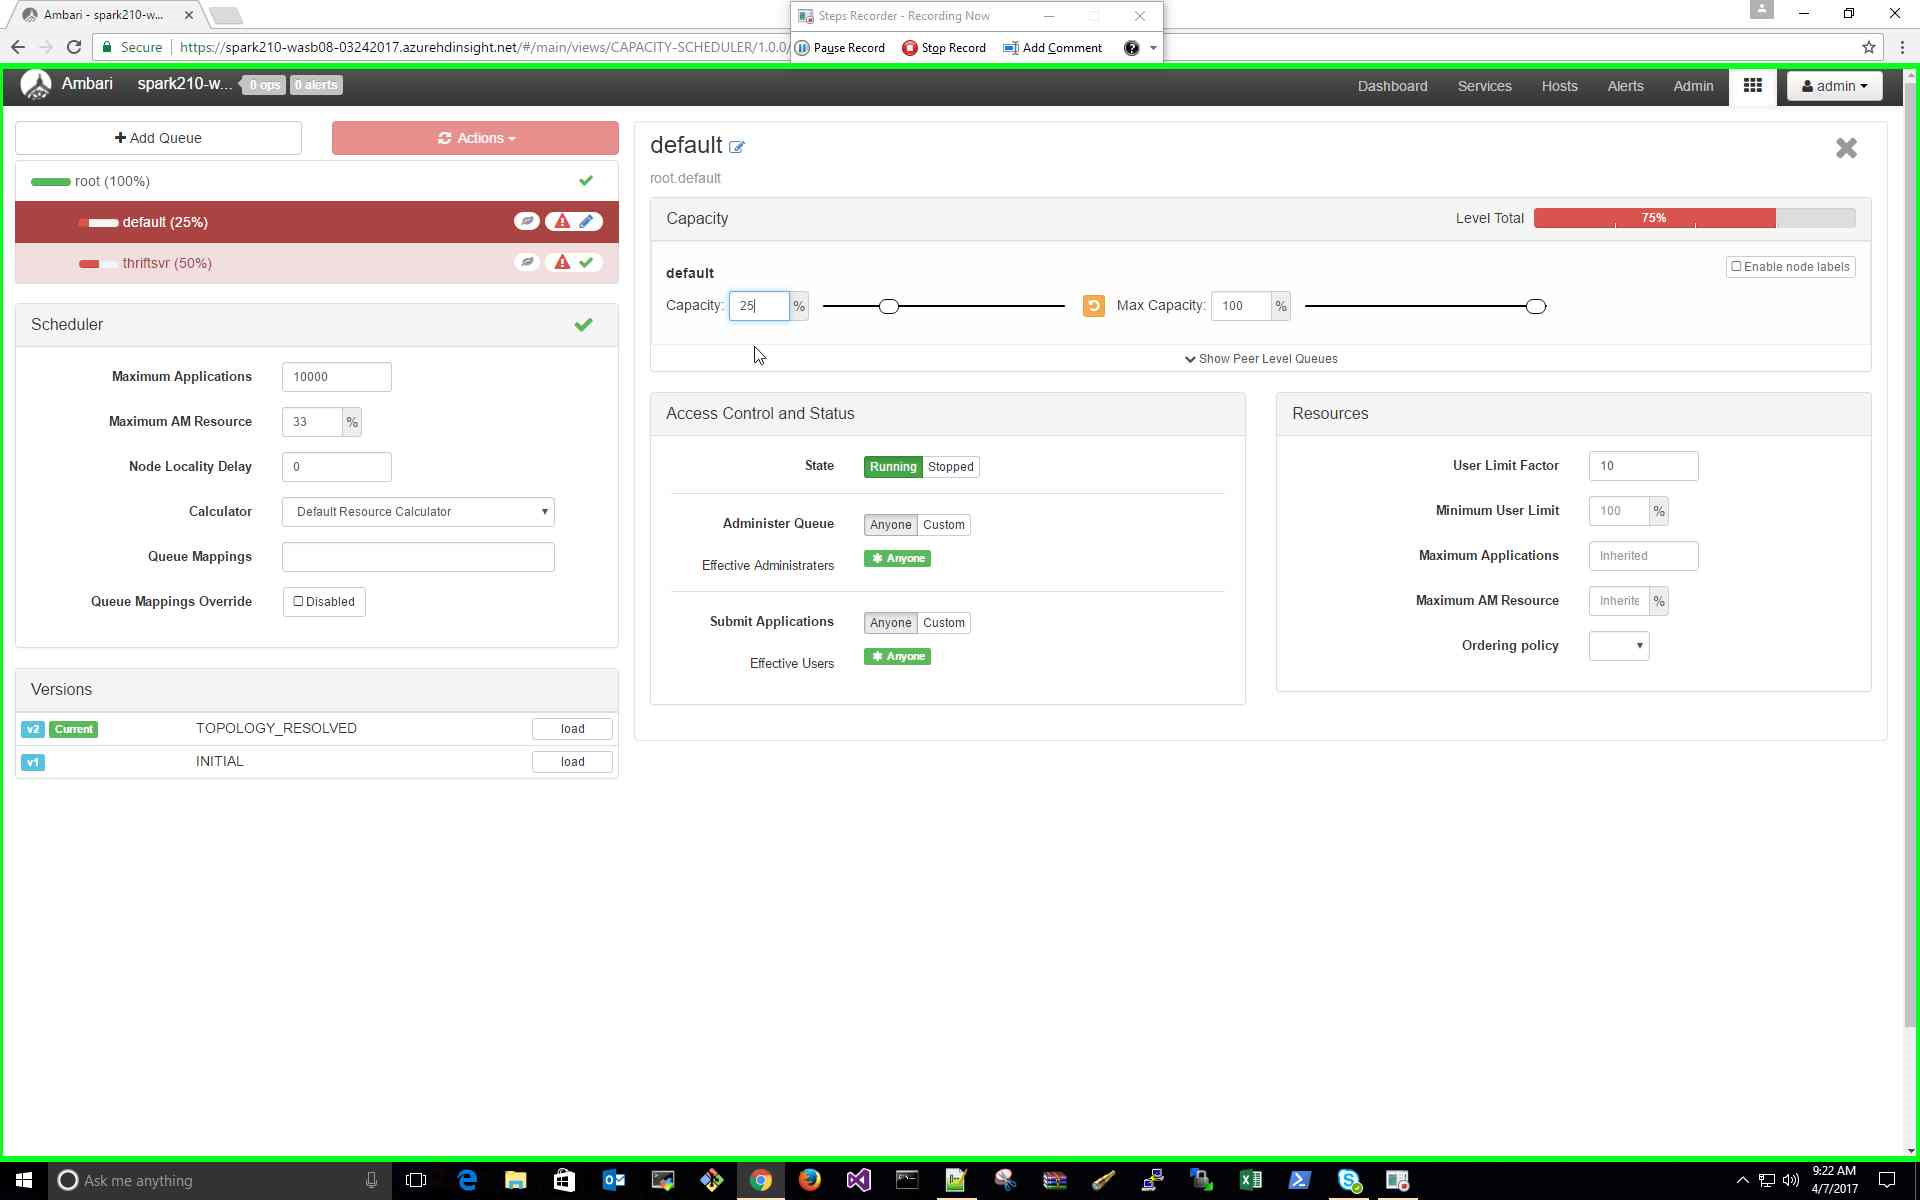 Ambari - spark210-w...
Steps Recorder - Recording Now
Secure
https://spark210-wasb08-03242017.azurehdinsight.net/#/main/views/CAPACITY-SCHEDULER/1.0.0/
Pause Record
Stop Record
Add Comment
Ambari
spark210-w...
0 ops
0 alerts
Dashboard
Services
Hosts
Alerts
Admin
admin
Add Queue
Actions
root (100%)
default (25%)
thriftsvr (50%)
Scheduler
Maximum Applications 10000
Maximum AM Resource 33 %
Node Locality Delay 0
Calculator Default Resource Calculator
Queue Mappings
Queue Mappings Override Disabled
Versions
v2 Current TOPOLOGY_RESOLVED load
v1 INITIAL load
default
root.default
Capacity
Level Total 75%
default
Enable node labels
Capacity: 25 %
Max Capacity: 100 %
Show Peer Level Queues
Access Control and Status
State Running Stopped
Administer Queue Anyone Custom
Effective Administraters Anyone
Submit Applications Anyone Custom
Effective Users Anyone
Resources
User Limit Factor 10
Minimum User Limit 100 %
Maximum Applications Inherited
Maximum AM Resource Inherite %
Ordering policy
Ask me anything
9:22 AM
4/7/2017